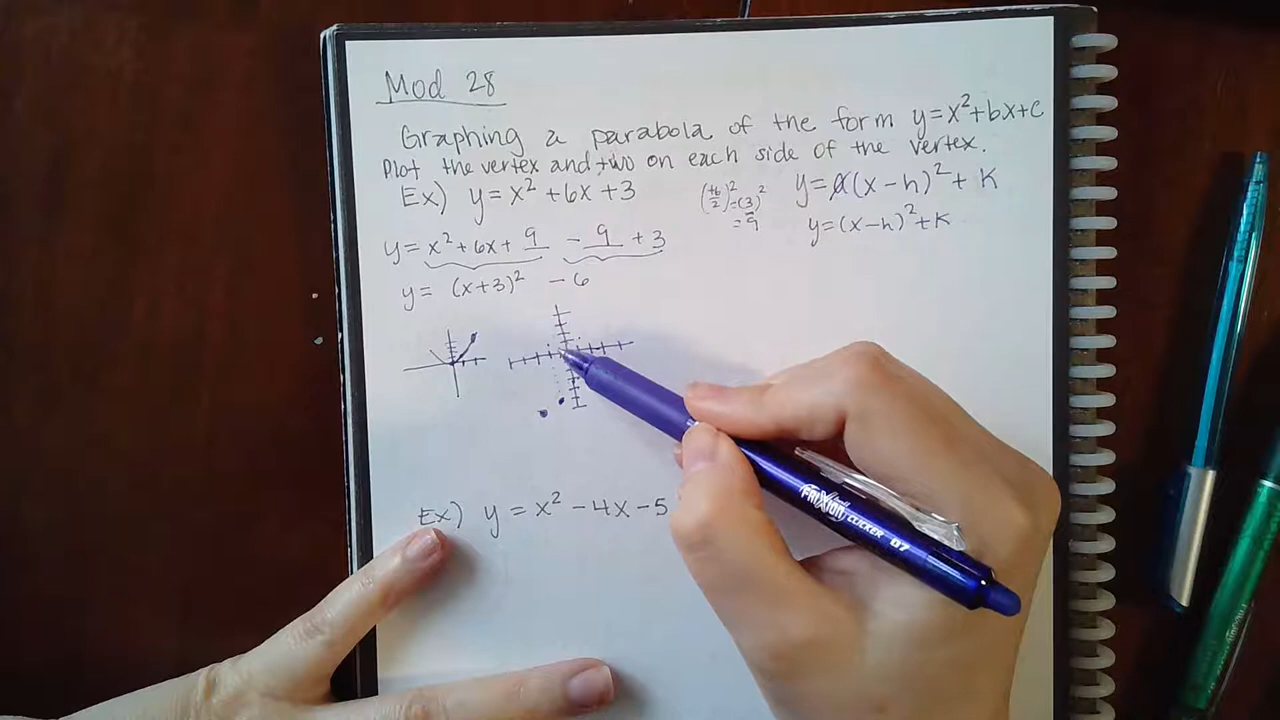 Mod 28
Graphing a parabola of the form y=x²+bx+c
Plot the vertex and two on each side of the vertex.
Ex) y=x²+6x+3
(+6/2)²=(3)²
=9
y=a(x-h)²+k
y=(x-h)²+k
y=x²+6x+9 -9+3
y= (x+3)² -6
Ex) y=x²-4x-5
FRIXION CLICKER 07